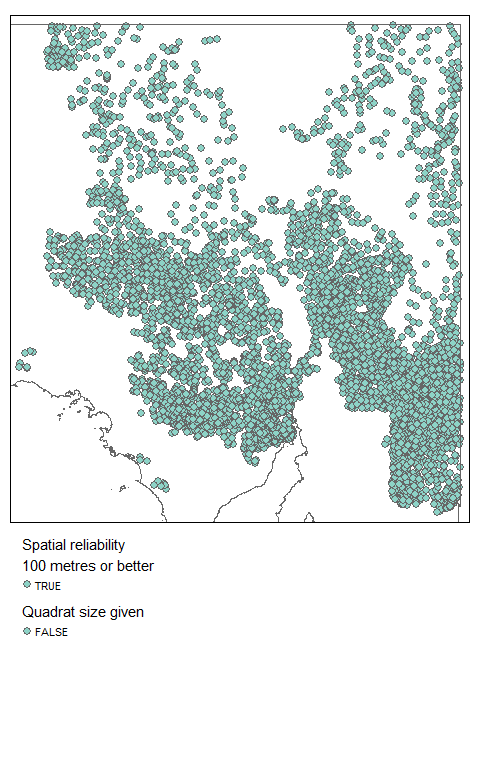 Spatial reliability
100 metres or better
TRUE
Quadrat size given
FALSE